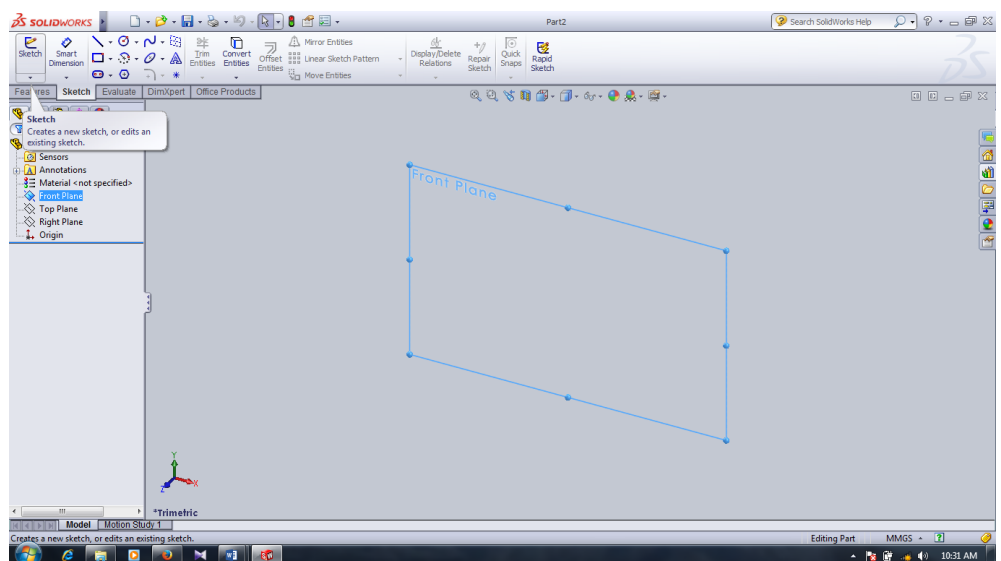 SOLIDWORKS
Part2
Search SolidWorks Help
Sketch
Smart Dimension
Trim Entities
Convert Entities
Offset Entities
Mirror Entities
Linear Sketch Pattern
Move Entities
Display/Delete Relations
Repair Sketch
Quick Snaps
Rapid Sketch
Features
Sketch
Evaluate
DimXpert
Office Products
Sketch
Creates a new sketch, or edits an
existing sketch.
Sensors
Annotations
Material <not specified>
Front Plane
Top Plane
Right Plane
Origin
Front Plane
Y
X
Z
*Trimetric
Model
Motion Study 1
Creates a new sketch, or edits an existing sketch.
Editing Part
MMGS
10:31 AM